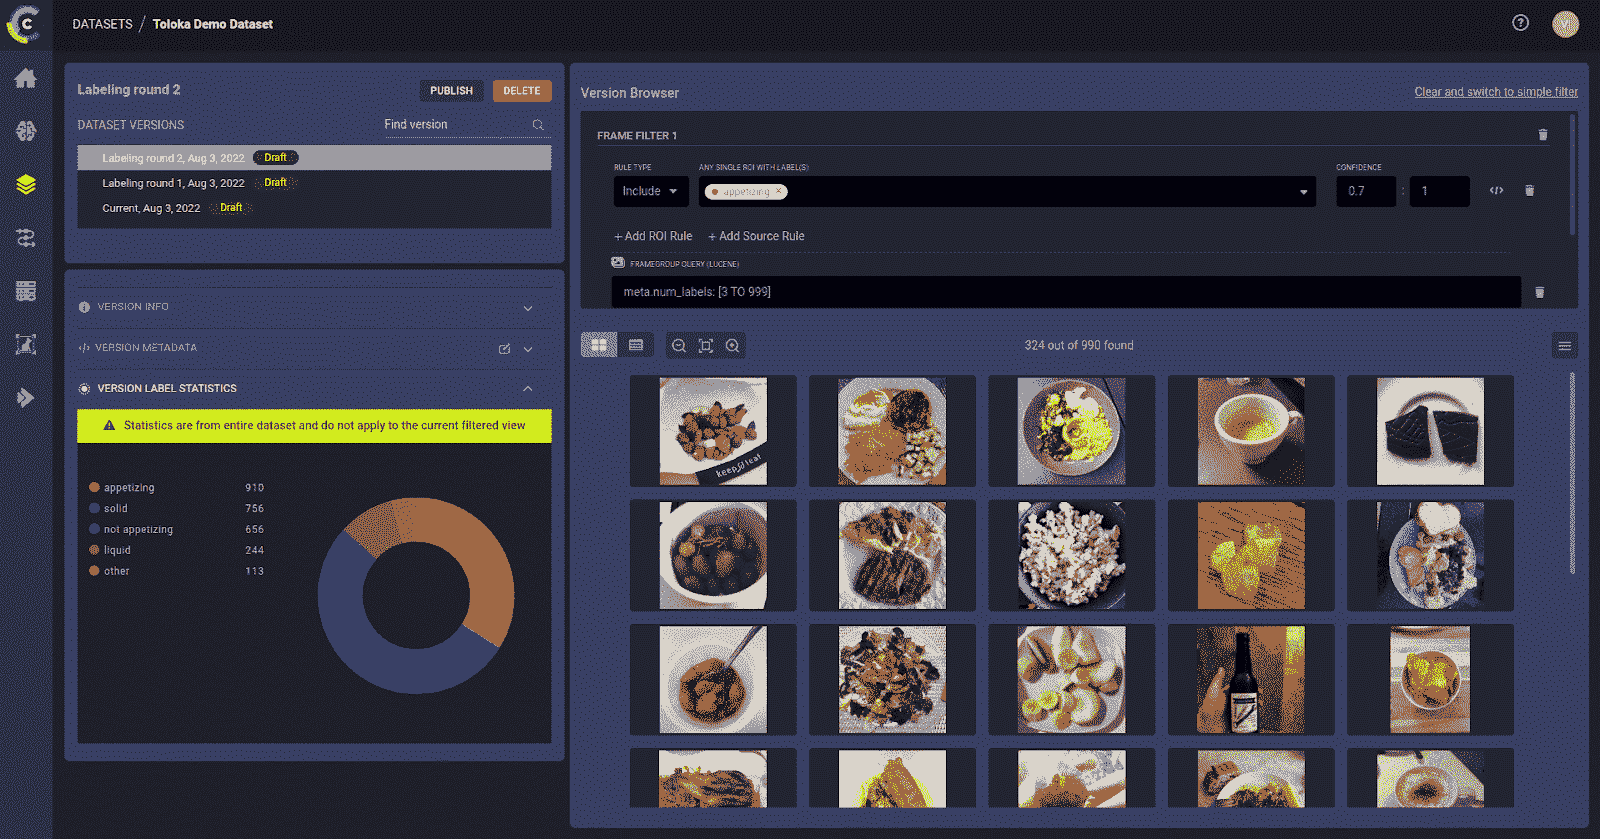 DATASETS / Toloka Demo Dataset
Labeling round 2
PUBLISH
DELETE
DATASET VERSIONS
Find version
Labeling round 2, Aug 3, 2022 Draft
Labeling round 1, Aug 3, 2022 Draft
Current, Aug 3, 2022 Draft
VERSION INFO
VERSION METADATA
VERSION LABEL STATISTICS
Statistics are from entire dataset and do not apply to the current filtered view
appetizing 910
solid 756
not appetizing 656
liquid 244
other 113
Version Browser
Clear and switch to simple filter
FRAME FILTER 1
RULE TYPE
ANY SINGLE ROI WITH LABEL(S)
CONFIDENCE
Include
appetizing ×
0.7 : 1
+ Add ROI Rule
+ Add Source Rule
FRAMEGROUP QUERY (LUCENE)
meta.num_labels: [3 TO 999]
324 out of 990 found